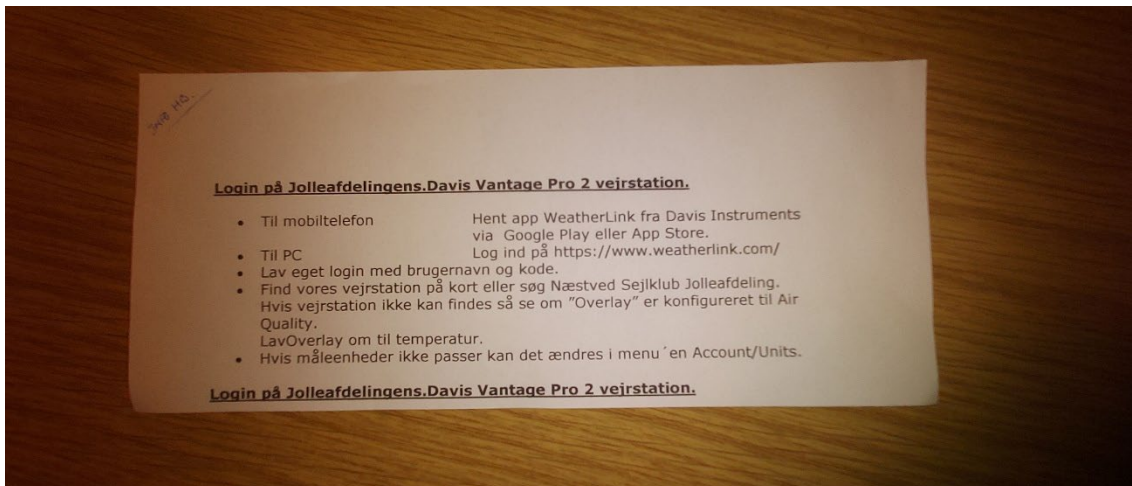 Info HB.
Login på Jolleafdelingens.Davis Vantage Pro 2 vejrstation.
• Til mobiltelefon Hent app WeatherLink fra Davis Instruments
via Google Play eller App Store.
• Til PC Log ind på https://www.weatherlink.com/
• Lav eget login med brugernavn og kode.
• Find vores vejrstation på kort eller søg Næstved Sejlklub Jolleafdeling.
Hvis vejrstation ikke kan findes så se om ”Overlay” er konfigureret til Air
Quality.
LavOverlay om til temperatur.
• Hvis måleenheder ikke passer kan det ændres i menu´en Account/Units.
Login på Jolleafdelingens.Davis Vantage Pro 2 vejrstation.